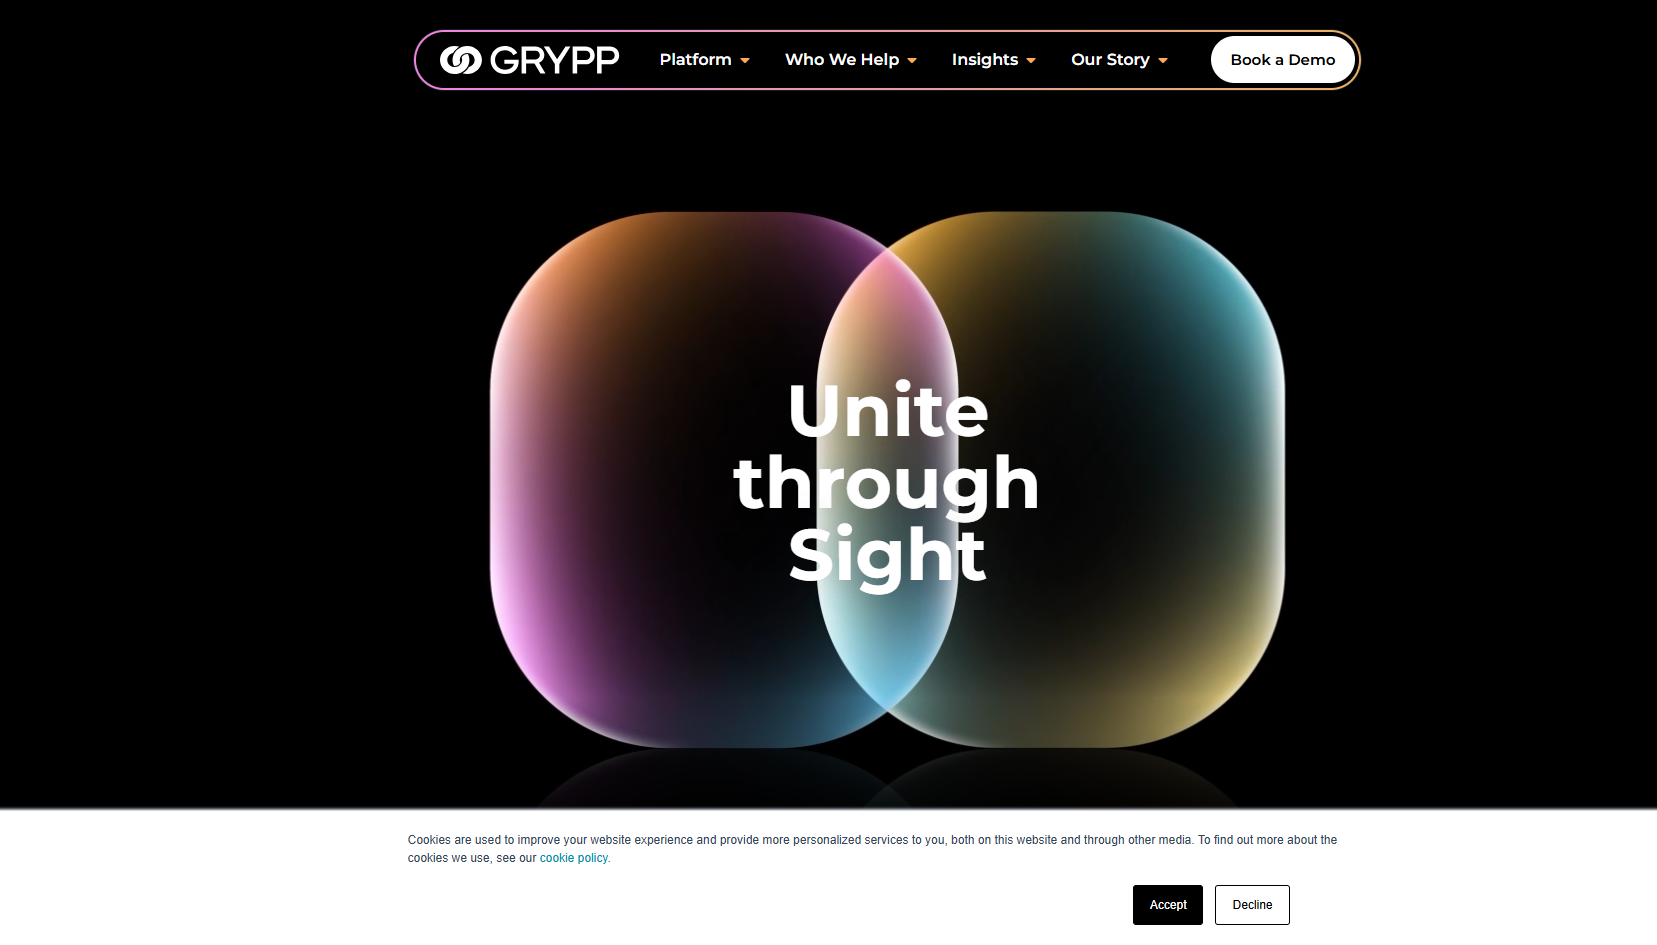 GRYPP
Platform
Who We Help
Insights
Our Story
Book a Demo
Unite
through
Sight
Cookies are used to improve your website experience and provide more personalized services to you, both on this website and through other media. To find out more about the
cookies we use, see our cookie policy.
Accept
Decline